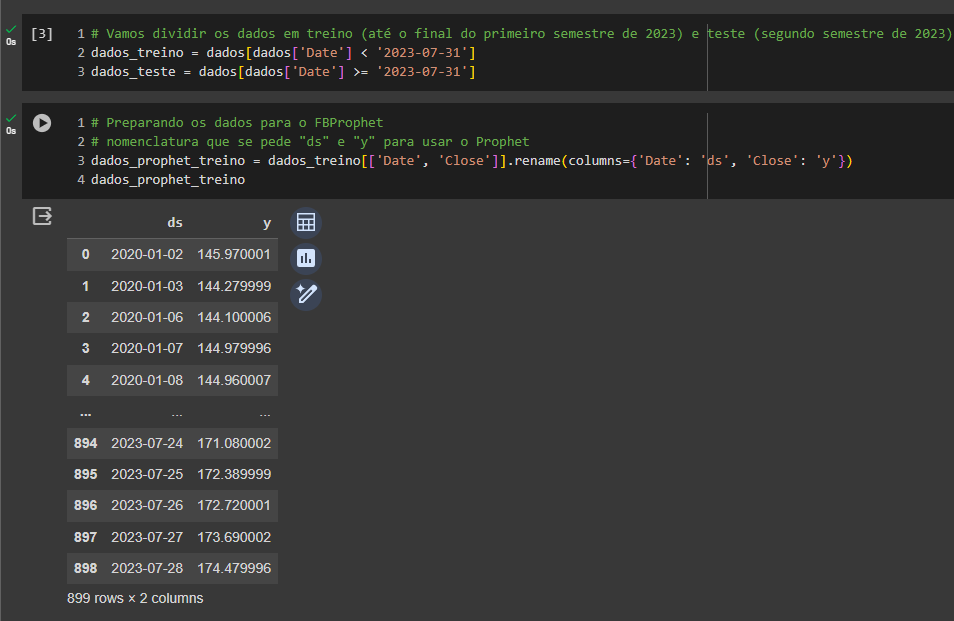 [3] 1 # Vamos dividir os dados em treino (até o final do primeiro semestre de 2023) e teste (segundo semestre de 2023)
0s 2 dados_treino = dados[dados['Date'] < '2023-07-31']
3 dados_teste = dados[dados['Date'] >= '2023-07-31']
1 # Preparando os dados para o FBProphet
0s 2 # nomenclatura que se pede "ds" e "y" para usar o Prophet
3 dados_prophet_treino = dados_treino[['Date', 'Close']].rename(columns={'Date': 'ds', 'Close': 'y'})
4 dados_prophet_treino
ds y
0 2020-01-02 145.970001
1 2020-01-03 144.279999
2 2020-01-06 144.100006
3 2020-01-07 144.979996
4 2020-01-08 144.960007
... ... ...
894 2023-07-24 171.080002
895 2023-07-25 172.389999
896 2023-07-26 172.720001
897 2023-07-27 173.690002
898 2023-07-28 174.479996
899 rows × 2 columns